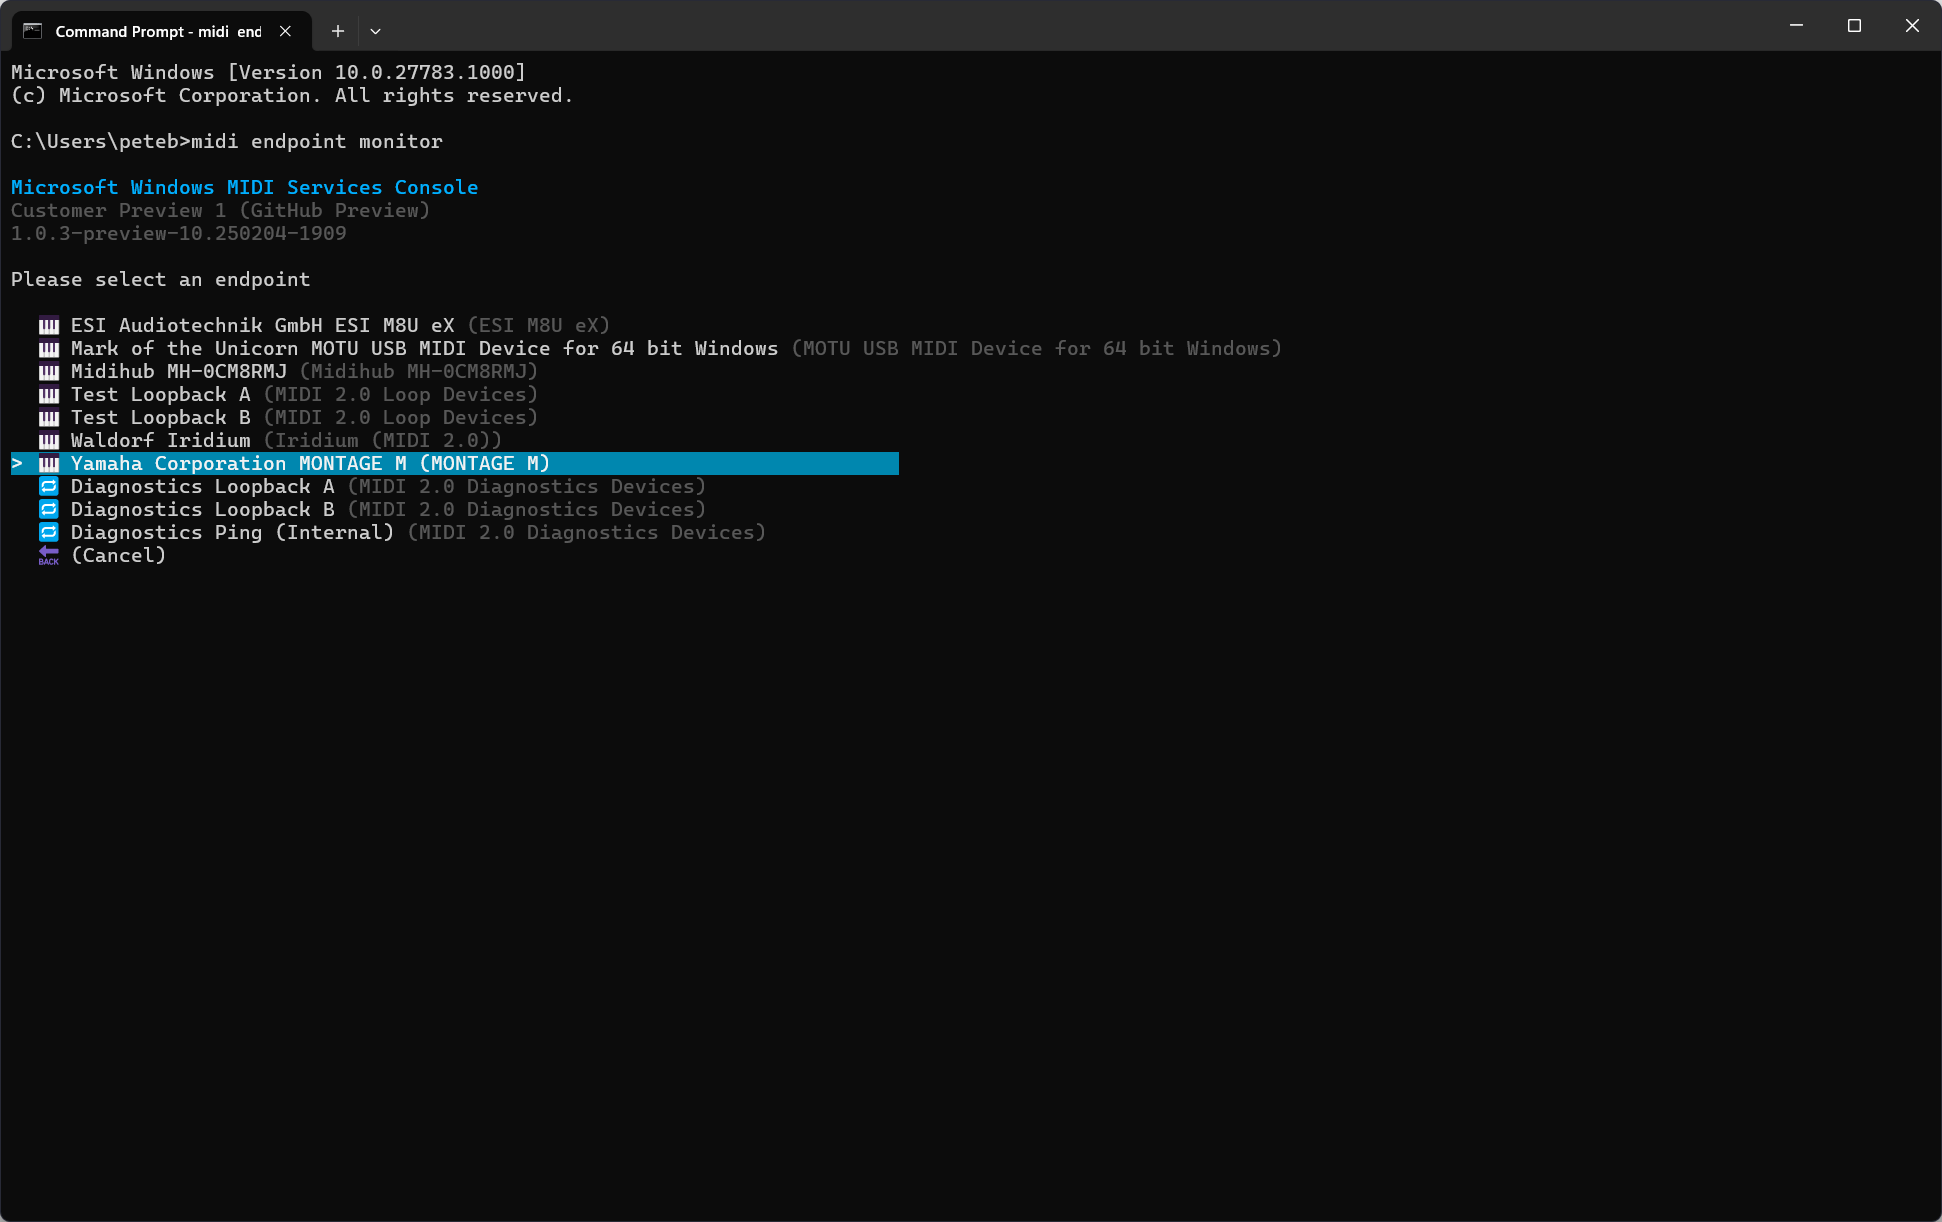 Command Prompt - midi  end
Microsoft Windows [Version 10.0.27783.1000]
(c) Microsoft Corporation. All rights reserved.
C:\Users\peteb>midi endpoint monitor
Microsoft Windows MIDI Services Console
Customer Preview 1 (GitHub Preview)
1.0.3-preview-10.250204-1909
Please select an endpoint
ESI Audiotechnik GmbH ESI M8U eX (ESI M8U eX)
Mark of the Unicorn MOTU USB MIDI Device for 64 bit Windows (MOTU USB MIDI Device for 64 bit Windows)
Midihub MH-0CM8RMJ (Midihub MH-0CM8RMJ)
Test Loopback A (MIDI 2.0 Loop Devices)
Test Loopback B (MIDI 2.0 Loop Devices)
Waldorf Iridium (Iridium (MIDI 2.0))
> Yamaha Corporation MONTAGE M (MONTAGE M)
Diagnostics Loopback A (MIDI 2.0 Diagnostics Devices)
Diagnostics Loopback B (MIDI 2.0 Diagnostics Devices)
Diagnostics Ping (Internal) (MIDI 2.0 Diagnostics Devices)
BACK (Cancel)